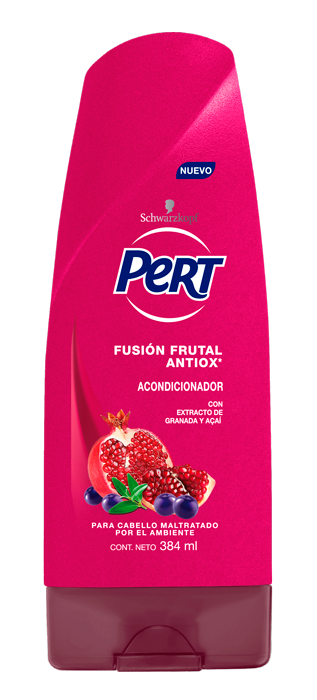 NUEVO
Schwarzkopf
PERT
FUSIÓN FRUTAL
ANTIOX*
ACONDICIONADOR
CON
EXTRACTO DE
GRANADA Y AÇAÍ
PARA CABELLO MALTRATADO
POR EL AMBIENTE
CONT. NETO 384 ml